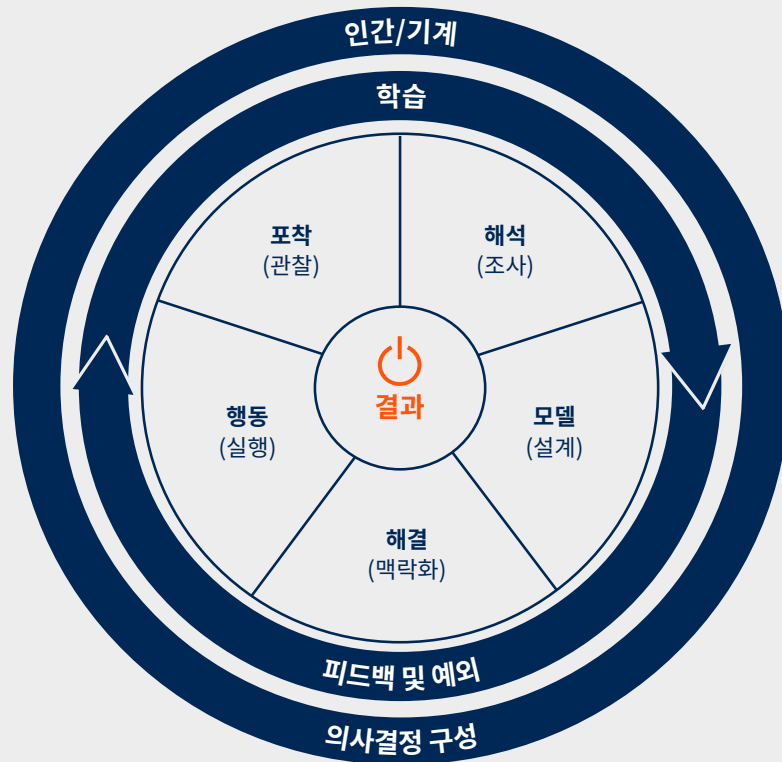 인간/기계
학습
포착
(관찰)
해석
(조사)
결과
행동
(실행)
모델
(설계)
해결
(맥락화)
피드백 및 예외
의사결정 구성